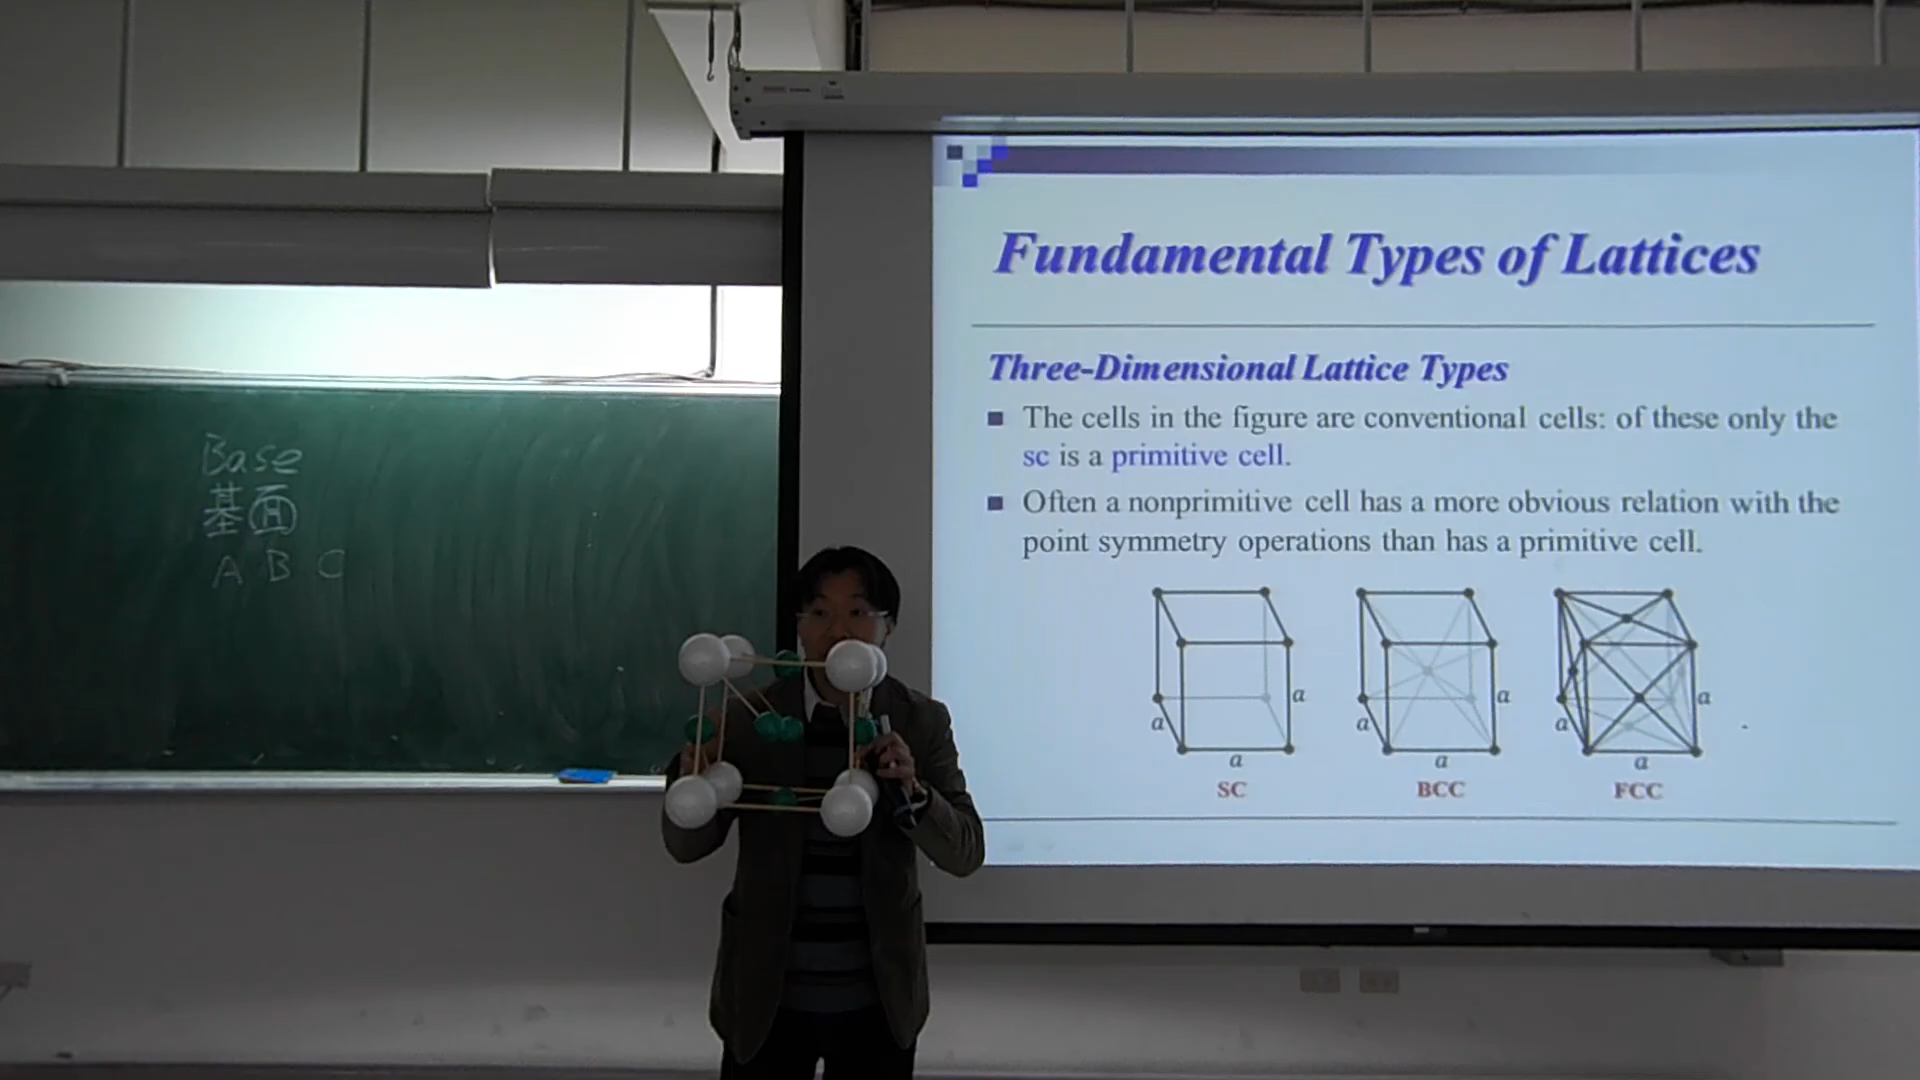 Base
基面
A B C
Fundamental Types of Lattices
Three-Dimensional Lattice Types
The cells in the figure are conventional cells: of these only the
sc is a primitive cell.
Often a nonprimitive cell has a more obvious relation with the
point symmetry operations than has a primitive cell.
a a a
a a a
a a a
SC BCC FCC